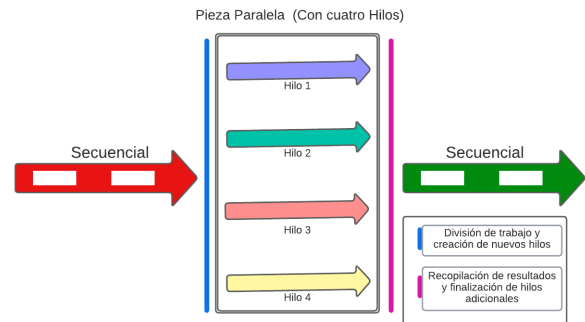 Pieza Paralela  (Con cuatro Hilos)
Hilo 1
Hilo 2
Secuencial
Secuencial
Hilo 3
Hilo 4
División de trabajo y
creación de nuevos hilos
Recopilación de resultados
y finalización de hilos
adicionales